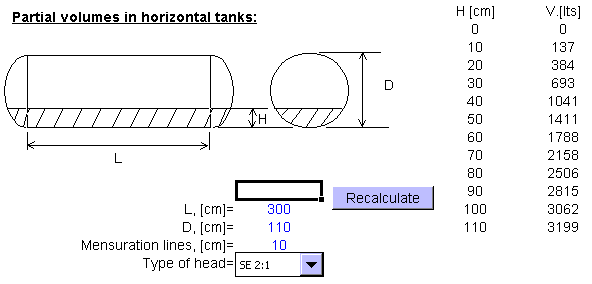 Partial volumes in horizontal tanks:
H
D
L
L, [cm]= 300
D, [cm]= 110
Mensuration lines, [cm]= 10
Type of head= SE 2:1
Recalculate
H [cm] V.[lts]
0 0
10 137
20 384
30 693
40 1041
50 1411
60 1788
70 2158
80 2506
90 2815
100 3062
110 3199